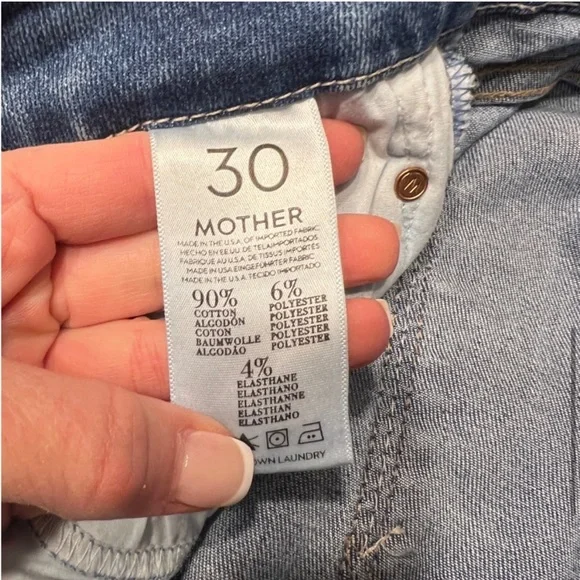 30
MOTHER
MADE IN THE U.S.A. OF IMPORTED FABRIC
HECHO EN EE UU DE TELA IMPORTADOS
FABRIQUE AU U.S.A. DE TISSUS IMPORTÉS
MADE IN USA EINGEFÜHRTER FABRIC
MADE IN THE U.S.A. TECIDO IMPORTADO
90%
COTTON
ALGODÓN
COTON
BAUMWOLLE
ALGODÃO
6%
POLYESTER
POLYESTER
POLYESTER
POLYESTER
POLYESTER
4%
ELASTHANE
ELASTHANO
ELASTHANNE
ELASTHAN
ELASTHANO
OWN LAUNDRY